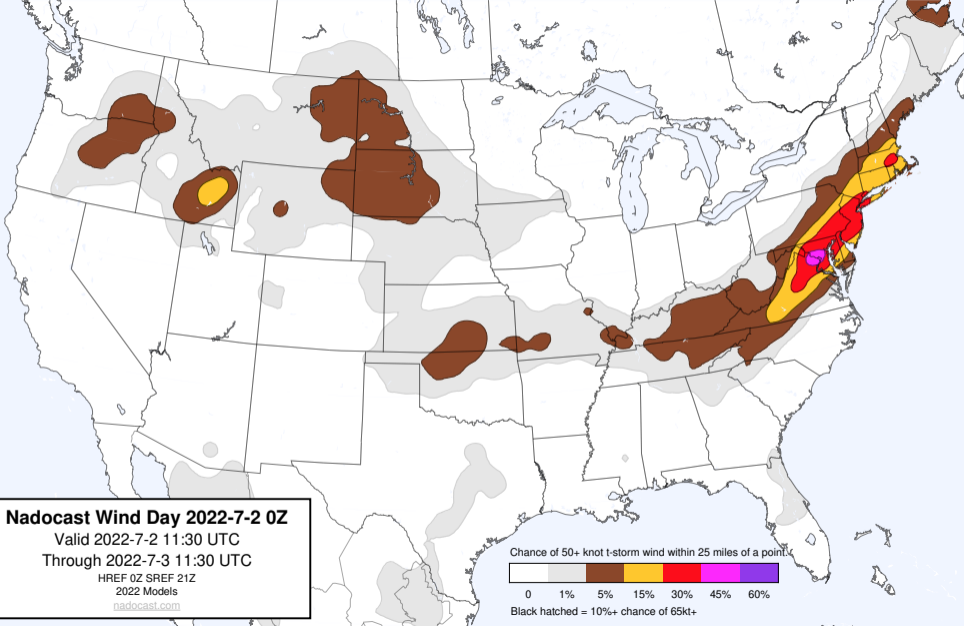 Nadocast Wind Day 2022-7-2 0Z
Valid 2022-7-2 11:30 UTC
Through 2022-7-3 11:30 UTC
HREF 0Z SREF 21Z
2022 Models
nadocast.com
Chance of 50+ knot t-storm wind within 25 miles of a point.
0 1% 5% 15% 30% 45% 60%
Black hatched = 10%+ chance of 65kt+